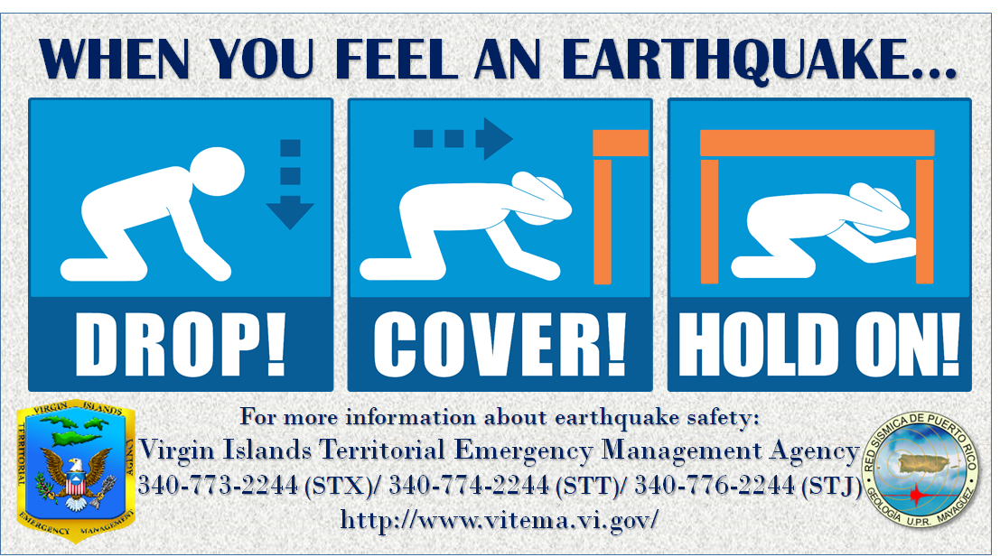 WHEN YOU FEEL AN EARTHQUAKE...
DROP!
COVER!
HOLD ON!
For more information about earthquake safety:
Virgin Islands Territorial Emergency Management Agency
340-773-2244 (STX)/ 340-774-2244 (STT)/ 340-776-2244 (STJ)
http://www.vitema.vi.gov/
VIRGIN ISLANDS
TERRITORIAL
AGENCY
EMERGENCY MANAGEMENT
RED SISMICA DE PUERTO RICO
GEOLOGÍA U.P.R. MAYAGÜEZ